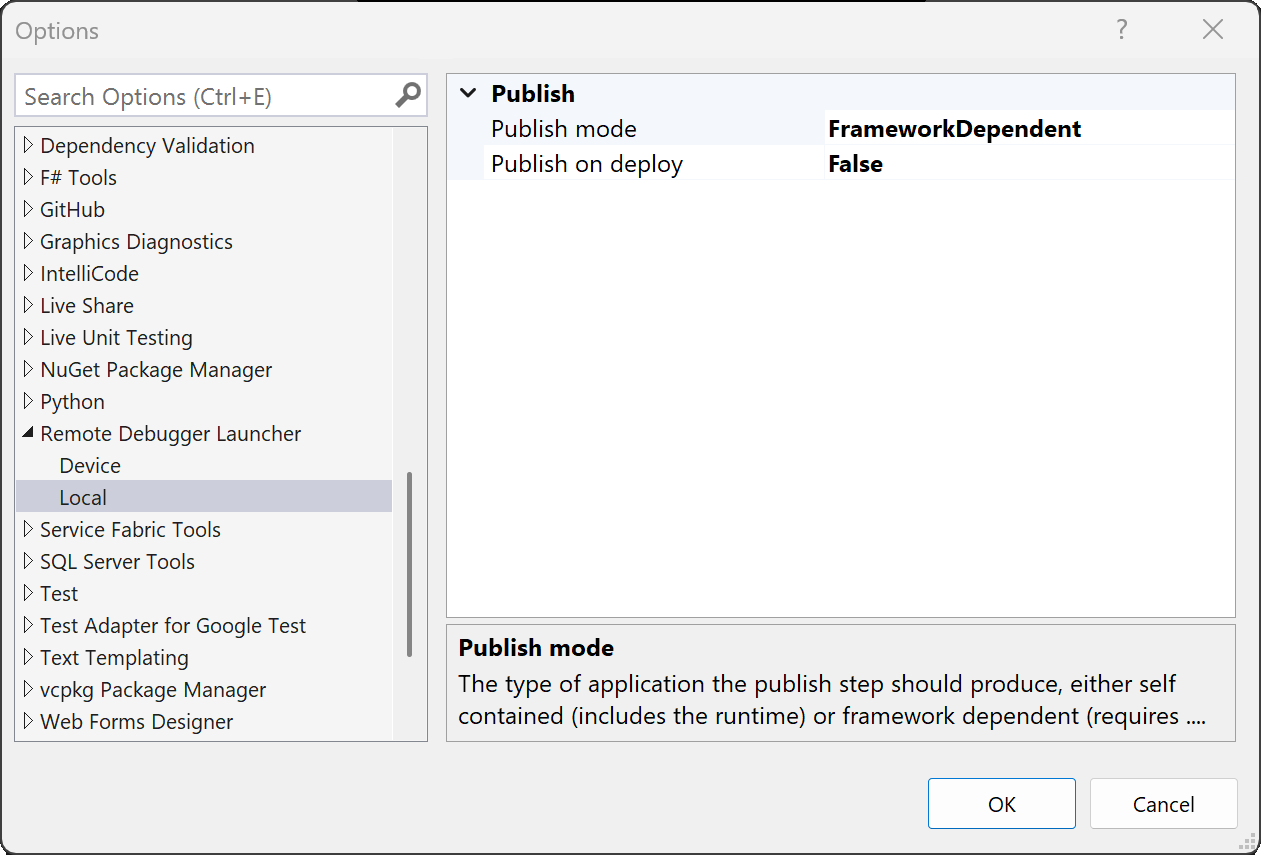 Options
?
Search Options (Ctrl+E)
Dependency Validation
F# Tools
GitHub
Graphics Diagnostics
IntelliCode
Live Share
Live Unit Testing
NuGet Package Manager
Python
Remote Debugger Launcher
Device
Local
Service Fabric Tools
SQL Server Tools
Test
Test Adapter for Google Test
Text Templating
vcpkg Package Manager
Web Forms Designer
Publish
Publish mode FrameworkDependent
Publish on deploy False
Publish mode
The type of application the publish step should produce, either self
contained (includes the runtime) or framework dependent (requires ....
OK Cancel